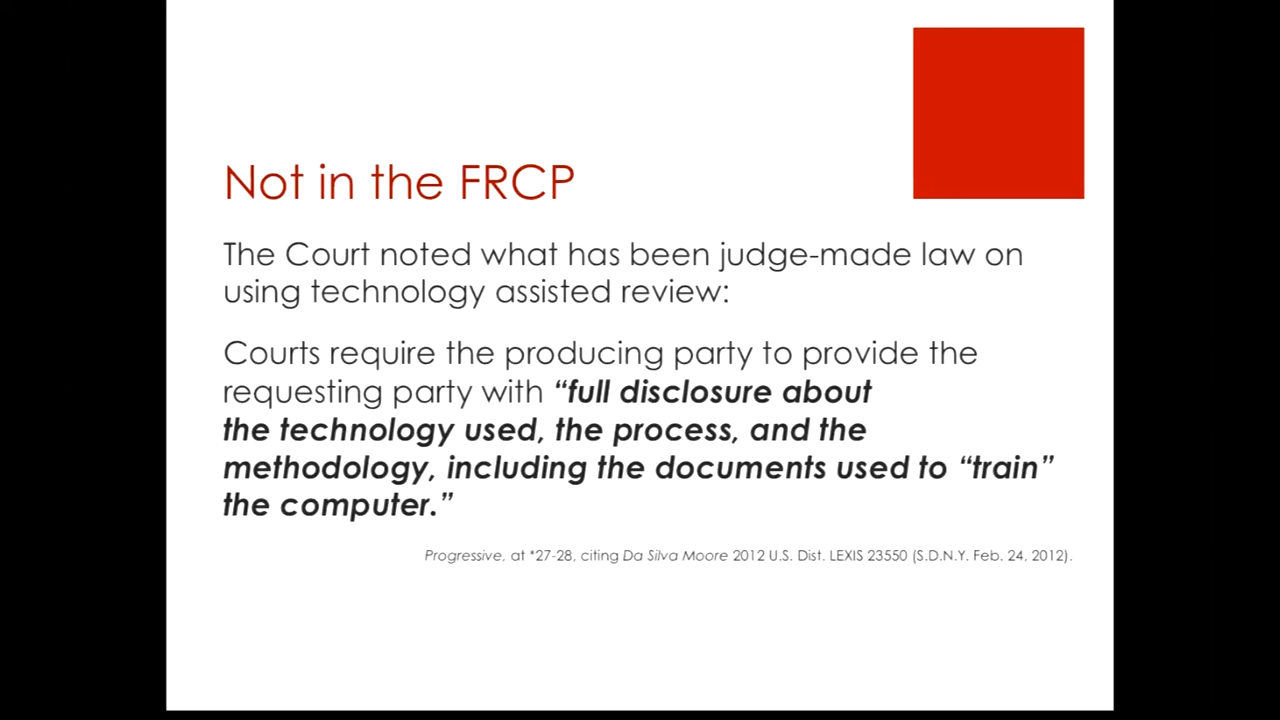 Not in the FRCP
The Court noted what has been judge-made law on
using technology assisted review:
Courts require the producing party to provide the
requesting party with “full disclosure about
the technology used, the process, and the
methodology, including the documents used to “train”
the computer.”
Progressive, at *27-28, citing Da Silva Moore 2012 U.S. Dist. LEXIS 23550 (S.D.N.Y. Feb. 24, 2012).